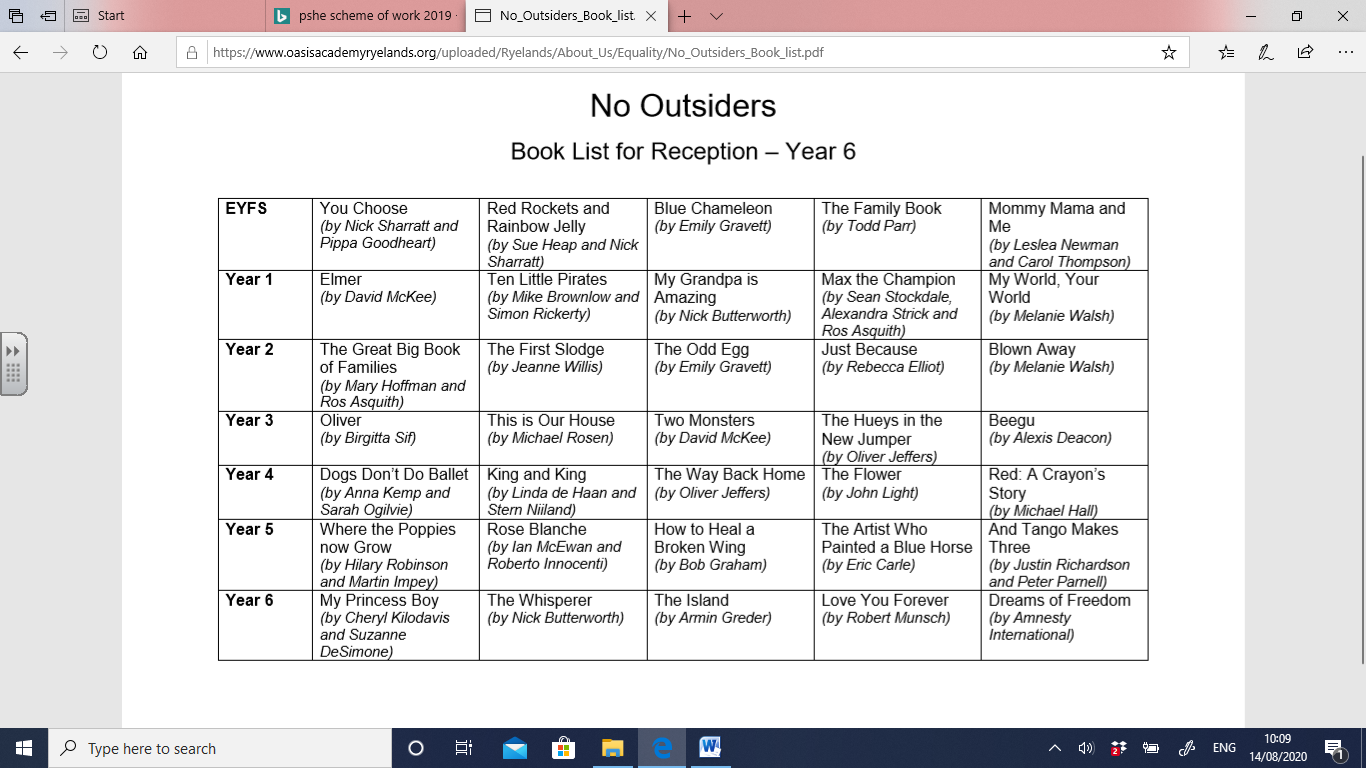 Start
pshe scheme of work 2019 -
No_Outsiders_Book_list.
https://www.oasisacademyryelands.org/uploaded/Ryelands/About_Us/Equality/No_Outsiders_Book_list.pdf
No Outsiders
Book List for Reception – Year 6
EYFS
You Choose
(by Nick Sharratt and
Pippa Goodheart)
Red Rockets and
Rainbow Jelly
(by Sue Heap and Nick
Sharratt)
Blue Chameleon
(by Emily Gravett)
The Family Book
(by Todd Parr)
Mommy Mama and
Me
(by Leslea Newman
and Carol Thompson)
Year 1
Elmer
(by David McKee)
Ten Little Pirates
(by Mike Brownlow and
Simon Rickerty)
My Grandpa is
Amazing
(by Nick Butterworth)
Max the Champion
(by Sean Stockdale,
Alexandra Strick and
Ros Asquith)
My World, Your
World
(by Melanie Walsh)
Year 2
The Great Big Book
of Families
(by Mary Hoffman and
Ros Asquith)
The First Slodge
(by Jeanne Willis)
The Odd Egg
(by Emily Gravett)
Just Because
(by Rebecca Elliot)
Blown Away
(by Melanie Walsh)
Year 3
Oliver
(by Birgitta Sif)
This is Our House
(by Michael Rosen)
Two Monsters
(by David McKee)
The Hueys in the
New Jumper
(by Oliver Jeffers)
Beegu
(by Alexis Deacon)
Year 4
Dogs Don't Do Ballet
(by Anna Kemp and
Sarah Ogilvie)
King and King
(by Linda de Haan and
Stern Niiland)
The Way Back Home
(by Oliver Jeffers)
The Flower
(by John Light)
Red: A Crayon's
Story
(by Michael Hall)
Year 5
Where the Poppies
now Grow
(by Hilary Robinson
and Martin Impey)
Rose Blanche
(by Ian McEwan and
Roberto Innocenti)
How to Heal a
Broken Wing
(by Bob Graham)
The Artist Who
Painted a Blue Horse
(by Eric Carle)
And Tango Makes
Three
(by Justin Richardson
and Peter Parnell)
Year 6
My Princess Boy
(by Cheryl Kilodavis
and Suzanne
DeSimone)
The Whisperer
(by Nick Butterworth)
The Island
(by Armin Greder)
Love You Forever
(by Robert Munsch)
Dreams of Freedom
(by Amnesty
International)
Type here to search
ENG
10:09
14/08/2020